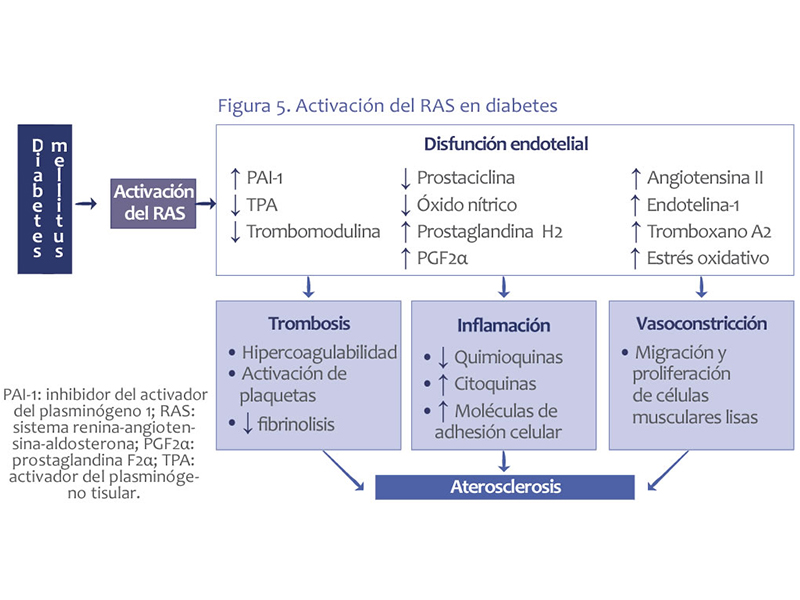 Figura 5. Activación del RAS en diabetes
Diabetes
mellitus
Activación
del RAS
Disfunción endotelial
↑ PAI-1
↓ TPA
↓ Trombomodulina
↓ Prostaciclina
↓ Óxido nítrico
↑ Prostaglandina H2
↑ PGF2α
↑ Angiotensina II
↑ Endotelina-1
↑ Tromboxano A2
↑ Estrés oxidativo
Trombosis
• Hipercoagulabilidad
• Activación de
plaquetas
• ↓ fibrinolisis
Inflamación
• ↓ Quimioquinas
• ↑ Citoquinas
• ↑ Moléculas de
adhesión celular
Vasoconstricción
• Migración y
proliferación
de células
musculares lisas
Aterosclerosis
PAI-1: inhibidor del activador
del plasminógeno 1; RAS:
sistema renina-angioten-
sina-aldosterona; PGF2α:
prostaglandina F2α; TPA:
activador del plasminóge-
no tisular.